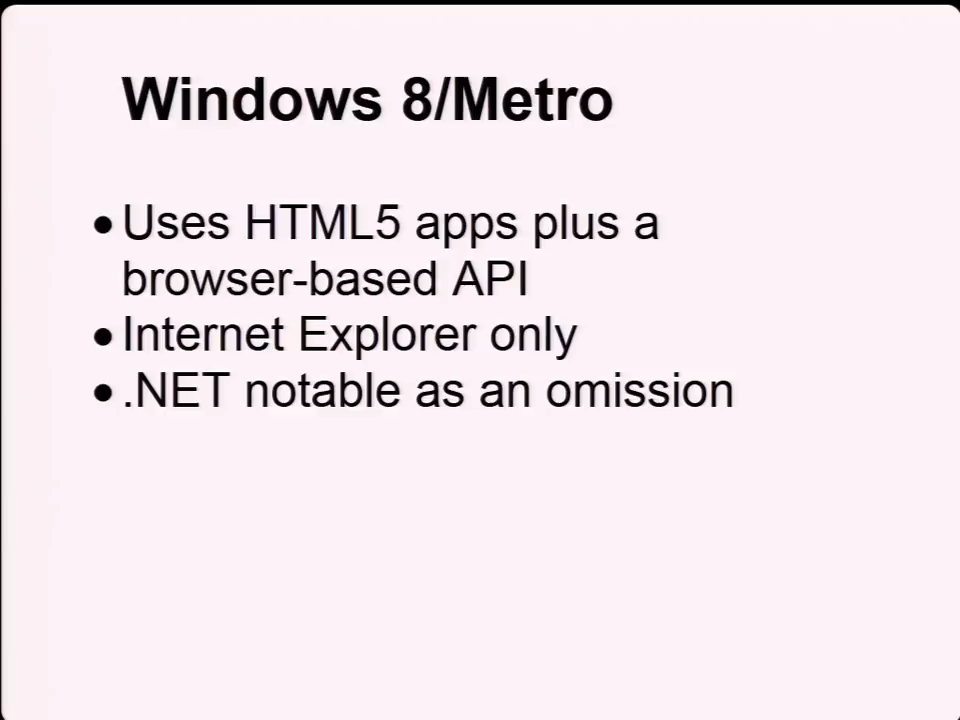 Windows 8/Metro
• Uses HTML5 apps plus a
browser-based API
• Internet Explorer only
• .NET notable as an omission